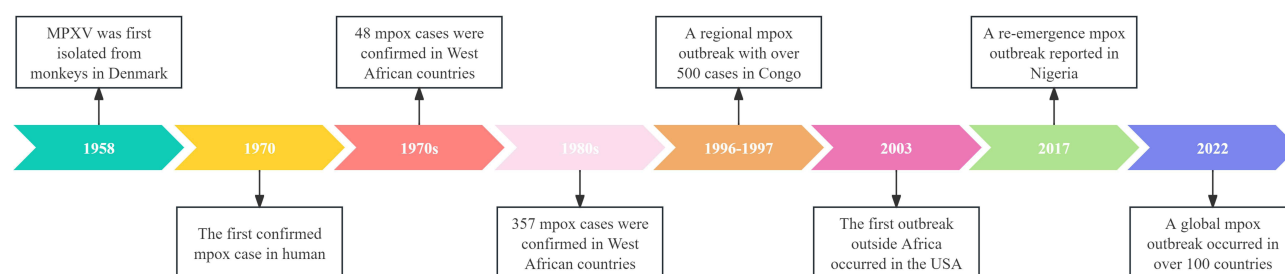 MPXV was first
isolated from
monkeys in Denmark
48 mpox cases were
confirmed in West
African countries
A regional mpox
outbreak with over
500 cases in Congo
A re-emergence mpox
outbreak reported in
Nigeria
1958
1970
1970s
1980s
1996-1997
2003
2017
2022
The first confirmed
mpox case in human
357 mpox cases were
confirmed in West
African countries
The first outbreak
outside Africa
occurred in the USA
A global mpox
outbreak occurred in
over 100 countries